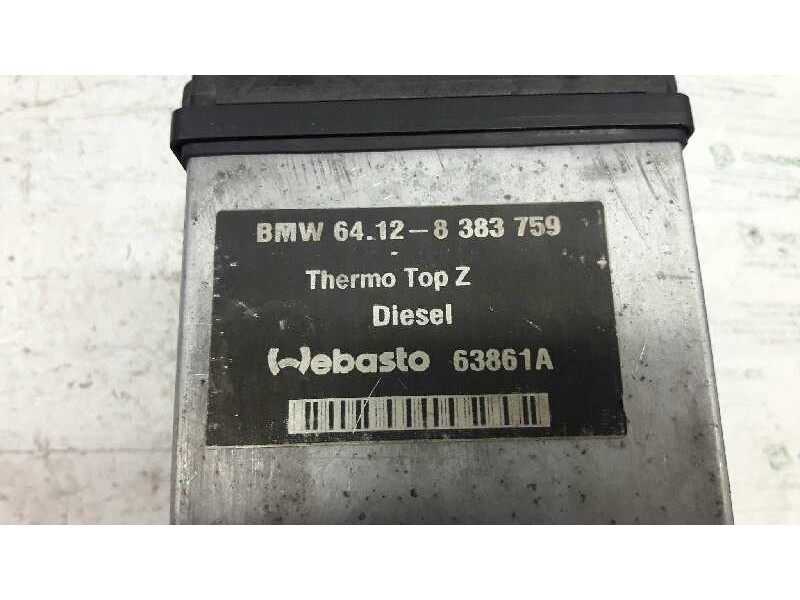 BMW 64.12-8 383 759
Thermo Top Z
Diesel
Webasto 63861A